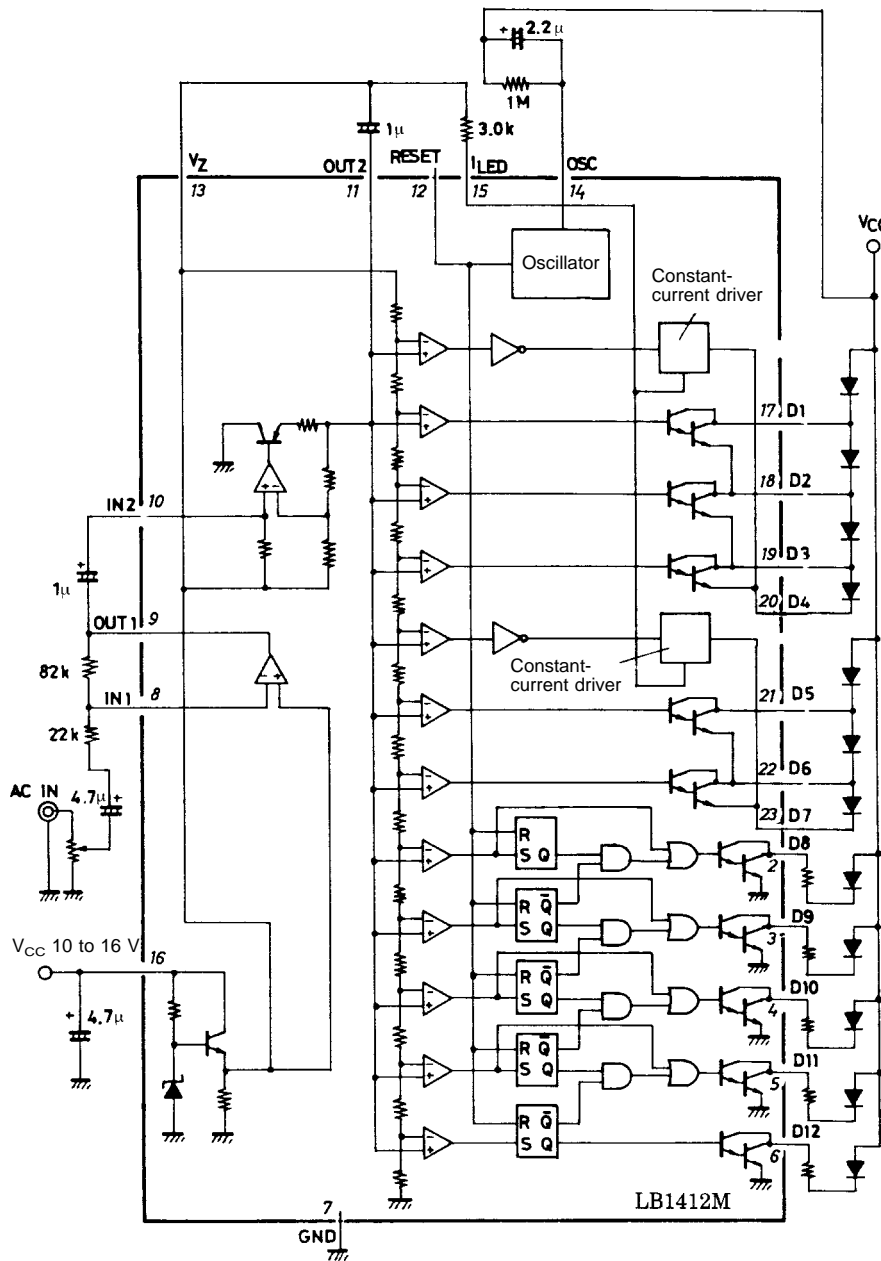 + 2.2μ
1M
1μ
3.0k
VZ
13
OUT2
11
RESET
12
ILED
15
OSC
14
VCC
Oscillator
Constant-
current driver
17 D1
18 D2
19 D3
20 D4
IN2 10
+
1μ
OUT1 9
82k
IN1 8
22k
4.7μ +
AC IN
Constant-
current driver
21 D5
22 D6
23 D7
D8
2
R
S Q
D9
3
R Q̅
S Q
D10
4
R Q̅
S Q
D11
5
R Q̅
S Q
D12
6
R Q̅
S Q
VCC 10 to 16 V
16
+ 4.7μ
7
GND
LB1412M